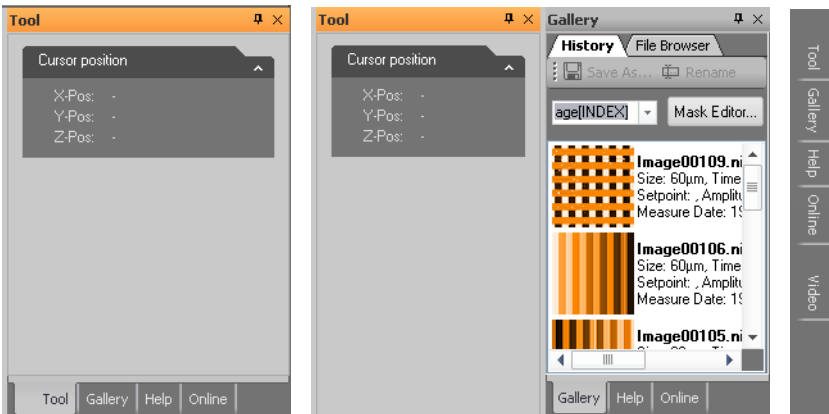 Tool
Cursor position
X-Pos: -
Y-Pos: -
Z-Pos: -
Tool Gallery Help Online
Tool
Cursor position
X-Pos: -
Y-Pos: -
Z-Pos: -
Gallery
History File Browser
Save As... Rename
age[INDEX] Mask Editor...
Image00109.ni
Size: 60µm, Time
Setpoint: , Amplitu
Measure Date: 19
Image00106.ni
Size: 60µm, Time
Setpoint: , Amplitu
Measure Date: 19
Image00105.ni
Gallery Help Online
Tool
Gallery
Help
Online
Video